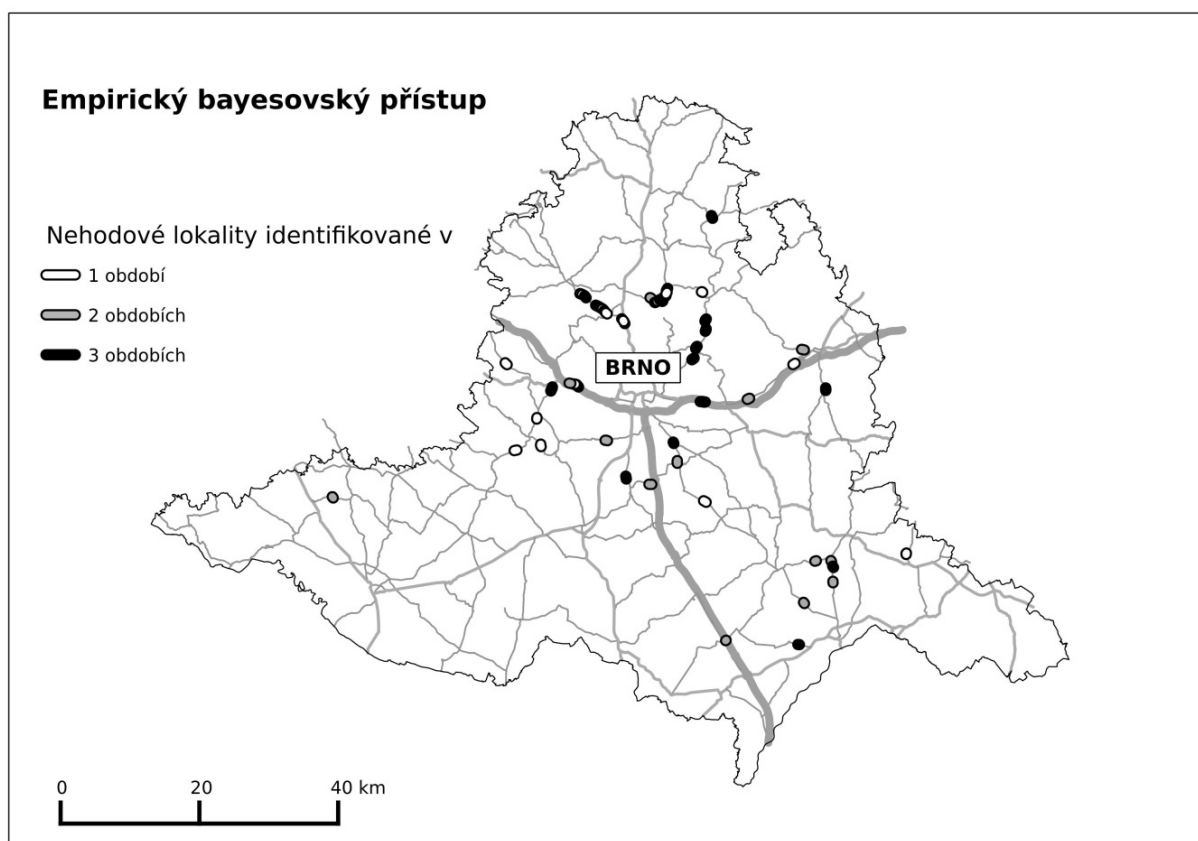 Empirický bayesovský přístup
Nehodové lokality identifikované v
1 období
2 obdobích
3 obdobích
BRNO
0 20 40 km